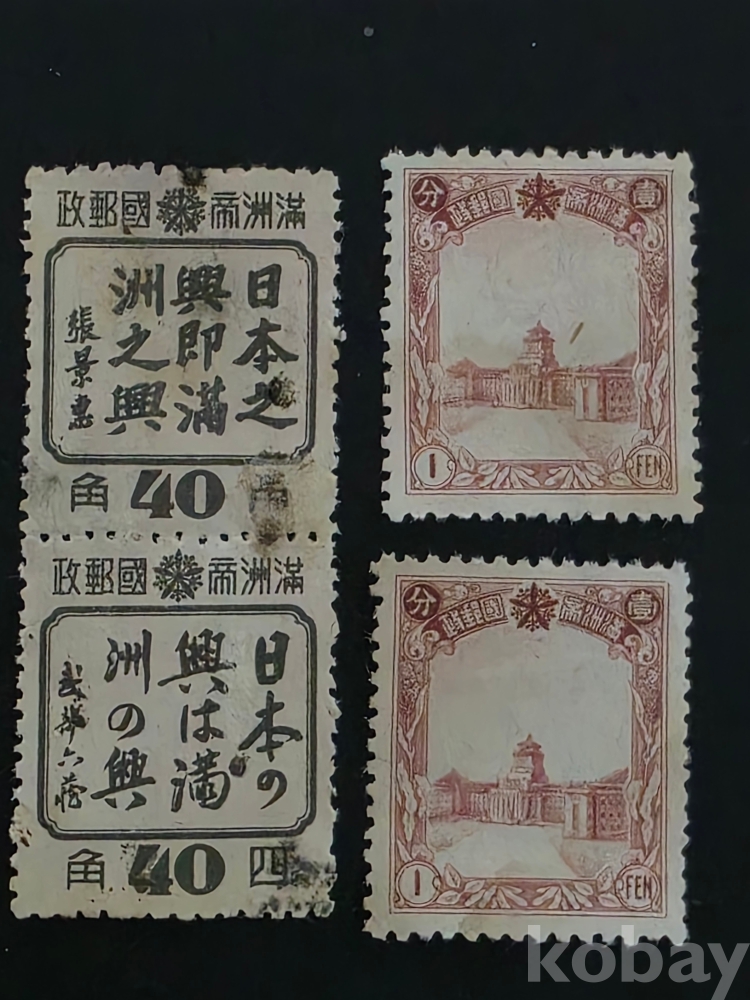 滿洲帝國郵政
日本之
興即滿
洲之興
張景惠
40 角
滿洲帝國郵政
日本の
興は滿
洲の興
武部六藏
四 40 角
壹 滿洲帝國郵政 分
1 FEN
壹 滿洲帝國郵政 分
1 FEN
kobay